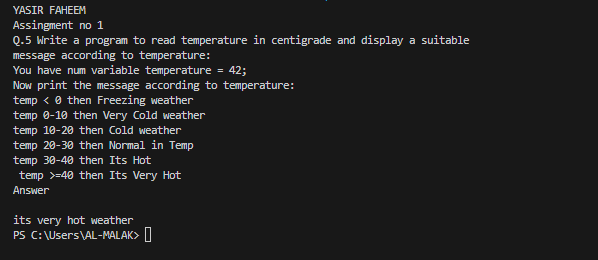 YASIR FAHEEM
Assingment no 1
Q.5 Write a program to read temperature in centigrade and display a suitable
message according to temperature:
You have num variable temperature = 42;
Now print the message according to temperature:
temp < 0 then Freezing weather
temp 0-10 then Very Cold weather
temp 10-20 then Cold weather
temp 20-30 then Normal in Temp
temp 30-40 then Its Hot
 temp >=40 then Its Very Hot
Answer
its very hot weather
PS C:\Users\AL-MALAK>